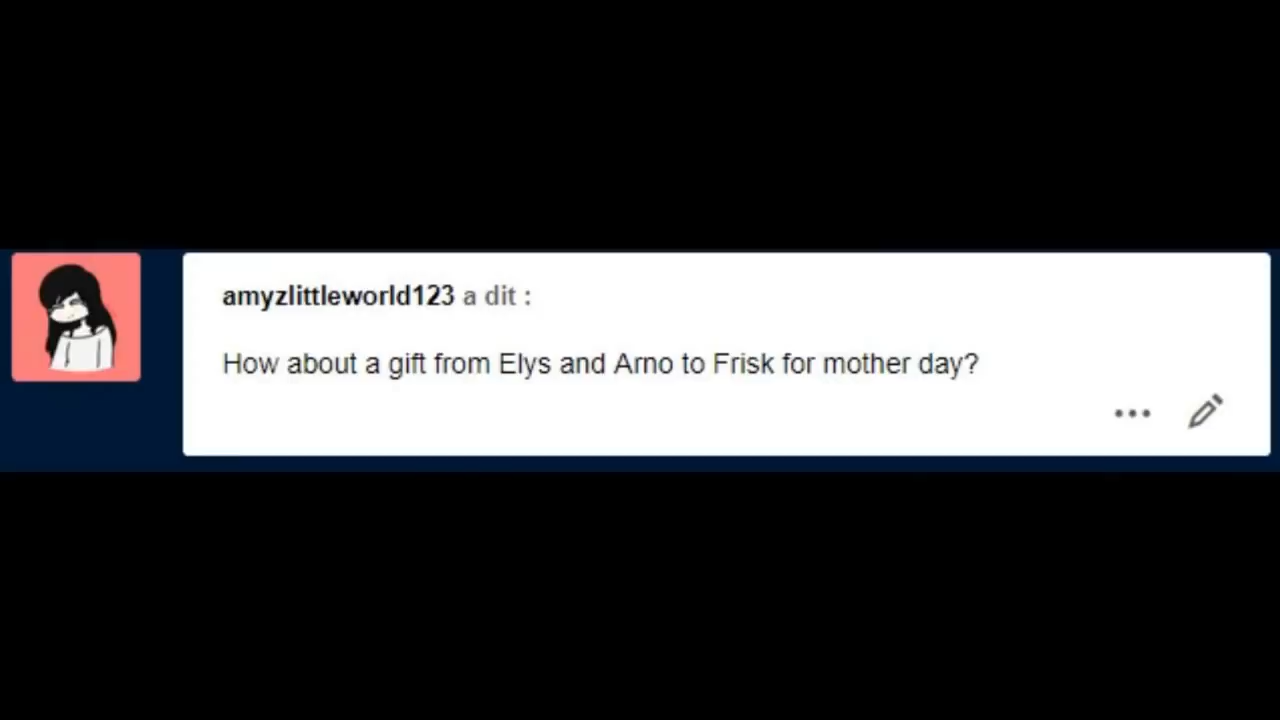 amyzlittleworld123 a dit :
How about a gift from Elys and Arno to Frisk for mother day?